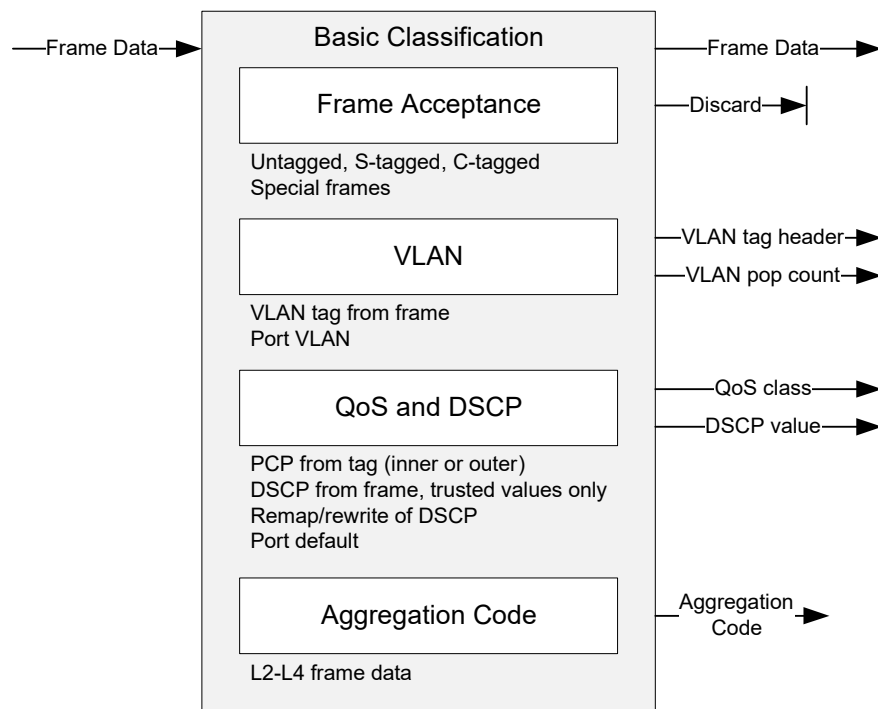 Basic Classification
Frame Data
Frame Data
Frame Acceptance
Discard
Untagged, S-tagged, C-tagged
Special frames
VLAN
VLAN tag header
VLAN pop count
VLAN tag from frame
Port VLAN
QoS and DSCP
QoS class
DSCP value
PCP from tag (inner or outer)
DSCP from frame, trusted values only
Remap/rewrite of DSCP
Port default
Aggregation Code
Aggregation
Code
L2-L4 frame data